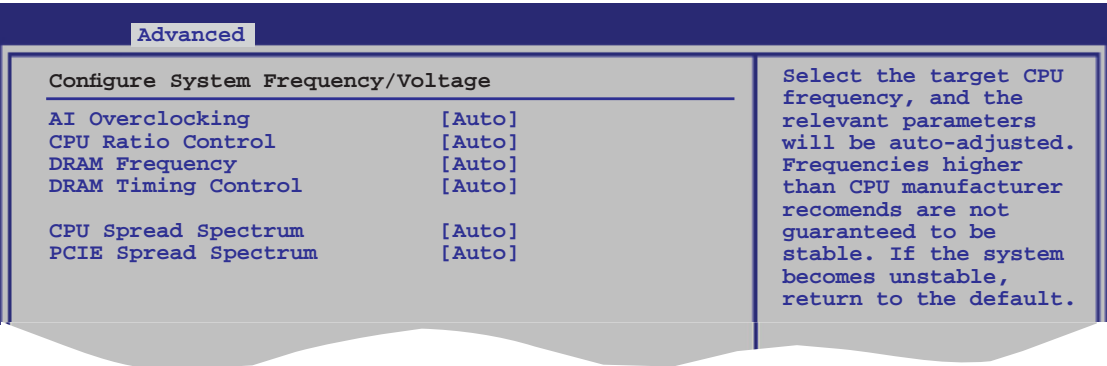 Advanced
Configure System Frequency/Voltage
AI Overclocking [Auto]
CPU Ratio Control [Auto]
DRAM Frequency [Auto]
DRAM Timing Control [Auto]
CPU Spread Spectrum [Auto]
PCIE Spread Spectrum [Auto]
Select the target CPU
frequency, and the
relevant parameters
will be auto-adjusted.
Frequencies higher
than CPU manufacturer
recomends are not
guaranteed to be
stable. If the system
becomes unstable,
return to the default.